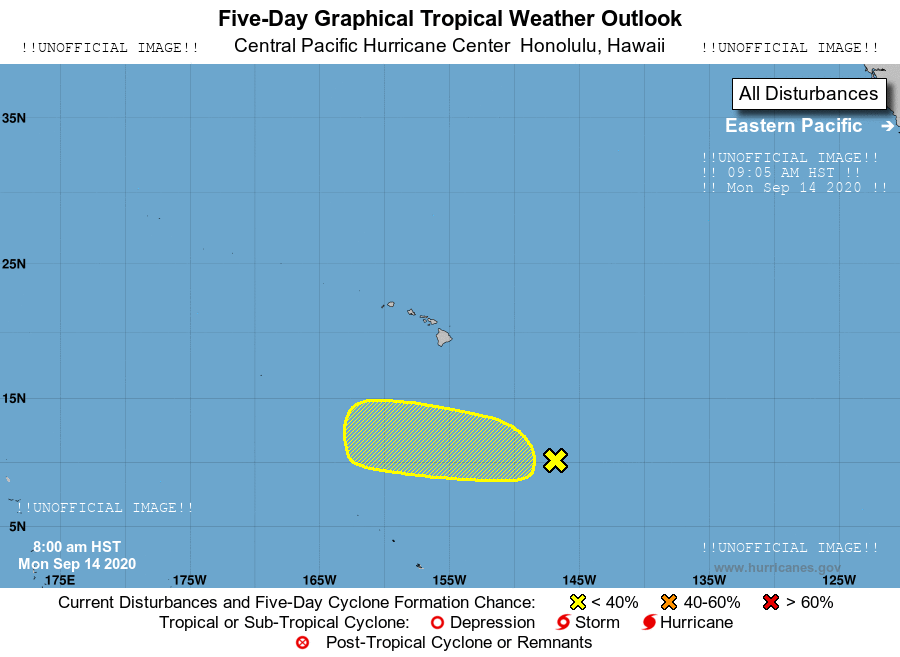 Five-Day Graphical Tropical Weather Outlook
!!UNOFFICIAL IMAGE!! Central Pacific Hurricane Center Honolulu, Hawaii !!UNOFFICIAL IMAGE!!
All Disturbances
35N
Eastern Pacific
!!UNOFFICIAL IMAGE!!
!! 09:05 AM HST !!
!! Mon Sep 14 2020 !!
25N
15N
!!UNOFFICIAL IMAGE!!
5N
8:00 am HST
Mon Sep 14 2020
!!UNOFFICIAL IMAGE!!
www.hurricanes.gov
175E 175W 165W 155W 145W 135W 125W
Current Disturbances and Five-Day Cyclone Formation Chance: < 40% 40-60% > 60%
Tropical or Sub-Tropical Cyclone: Depression Storm Hurricane
Post-Tropical Cyclone or Remnants